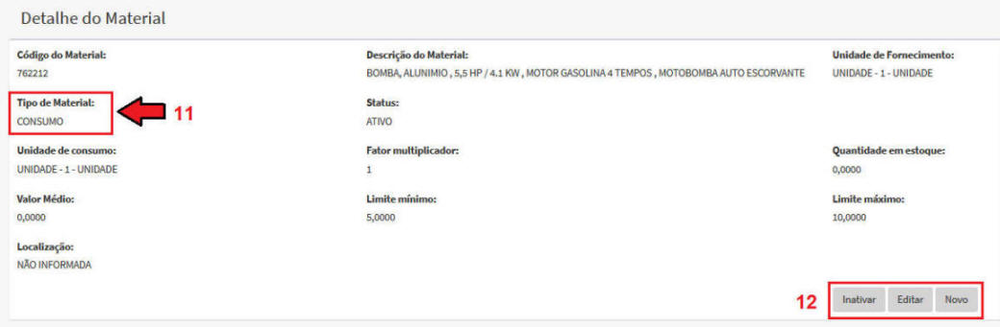 Detalhe do Material
Código do Material: Descrição do Material: Unidade de Fornecimento:
762212 BOMBA, ALUNIMIO , 5,5 HP / 4.1 KW , MOTOR GASOLINA 4 TEMPOS , MOTOBOMBA AUTO ESCORVANTE UNIDADE - 1 - UNIDADE
Tipo de Material: Status:
CONSUMO ATIVO
11
Unidade de consumo: Fator multiplicador: Quantidade em estoque:
UNIDADE - 1 - UNIDADE 1 0,0000
Valor Médio: Limite mínimo: Limite máximo:
0,0000 5,0000 10,0000
Localização:
NÃO INFORMADA
12 Inativar Editar Novo